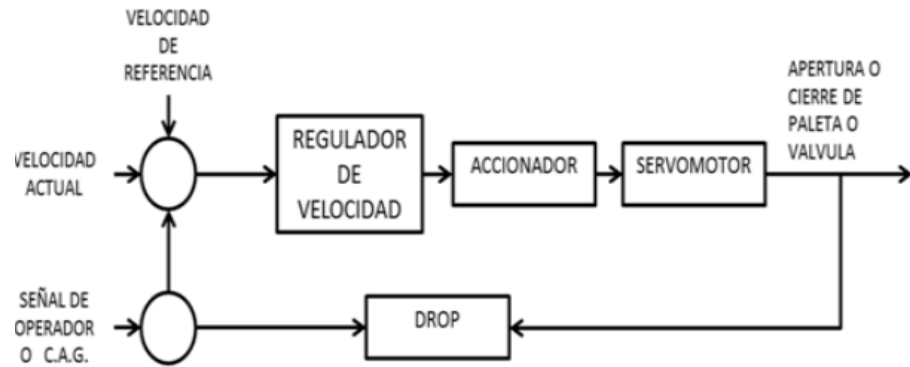 VELOCIDAD
DE
REFERENCIA
APERTURA O
CIERRE DE
PALETA O
VALVULA
VELOCIDAD
ACTUAL
REGULADOR
DE
VELOCIDAD
ACCIONADOR
SERVOMOTOR
SEÑAL DE
OPERADOR
O C.A.G.
DROP